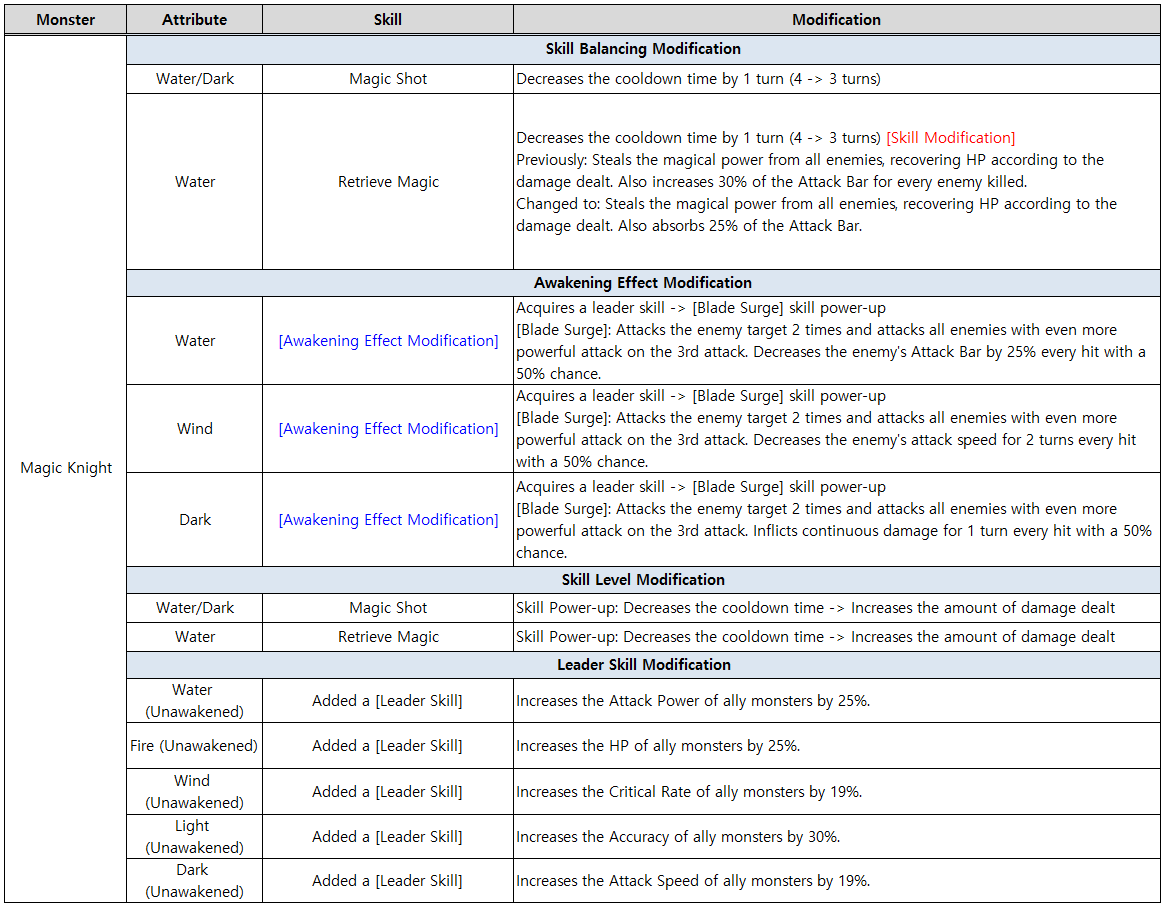 Monster Attribute Skill Modification
Skill Balancing Modification
Water/Dark Magic Shot Decreases the cooldown time by 1 turn (4 -> 3 turns)
Decreases the cooldown time by 1 turn (4 -> 3 turns) [Skill Modification]
Previously: Steals the magical power from all enemies, recovering HP according to the
Water Retrieve Magic damage dealt. Also increases 30% of the Attack Bar for every enemy killed.
Changed to: Steals the magical power from all enemies, recovering HP according to the
damage dealt. Also absorbs 25% of the Attack Bar.
Awakening Effect Modification
Acquires a leader skill -> [Blade Surge] skill power-up
[Blade Surge]: Attacks the enemy target 2 times and attacks all enemies with even more
Water [Awakening Effect Modification] powerful attack on the 3rd attack. Decreases the enemy's Attack Bar by 25% every hit with a
50% chance.
Acquires a leader skill -> [Blade Surge] skill power-up
[Blade Surge]: Attacks the enemy target 2 times and attacks all enemies with even more
Wind [Awakening Effect Modification] powerful attack on the 3rd attack. Decreases the enemy's attack speed for 2 turns every hit
with a 50% chance.
Magic Knight
Acquires a leader skill -> [Blade Surge] skill power-up
[Blade Surge]: Attacks the enemy target 2 times and attacks all enemies with even more
Dark [Awakening Effect Modification] powerful attack on the 3rd attack. Inflicts continuous damage for 1 turn every hit with a 50%
chance.
Skill Level Modification
Water/Dark Magic Shot Skill Power-up: Decreases the cooldown time -> Increases the amount of damage dealt
Water Retrieve Magic Skill Power-up: Decreases the cooldown time -> Increases the amount of damage dealt
Leader Skill Modification
Water
(Unawakened) Added a [Leader Skill] Increases the Attack Power of ally monsters by 25%.
Fire (Unawakened) Added a [Leader Skill] Increases the HP of ally monsters by 25%.
Wind
(Unawakened) Added a [Leader Skill] Increases the Critical Rate of ally monsters by 19%.
Light
(Unawakened) Added a [Leader Skill] Increases the Accuracy of ally monsters by 30%.
Dark
(Unawakened) Added a [Leader Skill] Increases the Attack Speed of ally monsters by 19%.